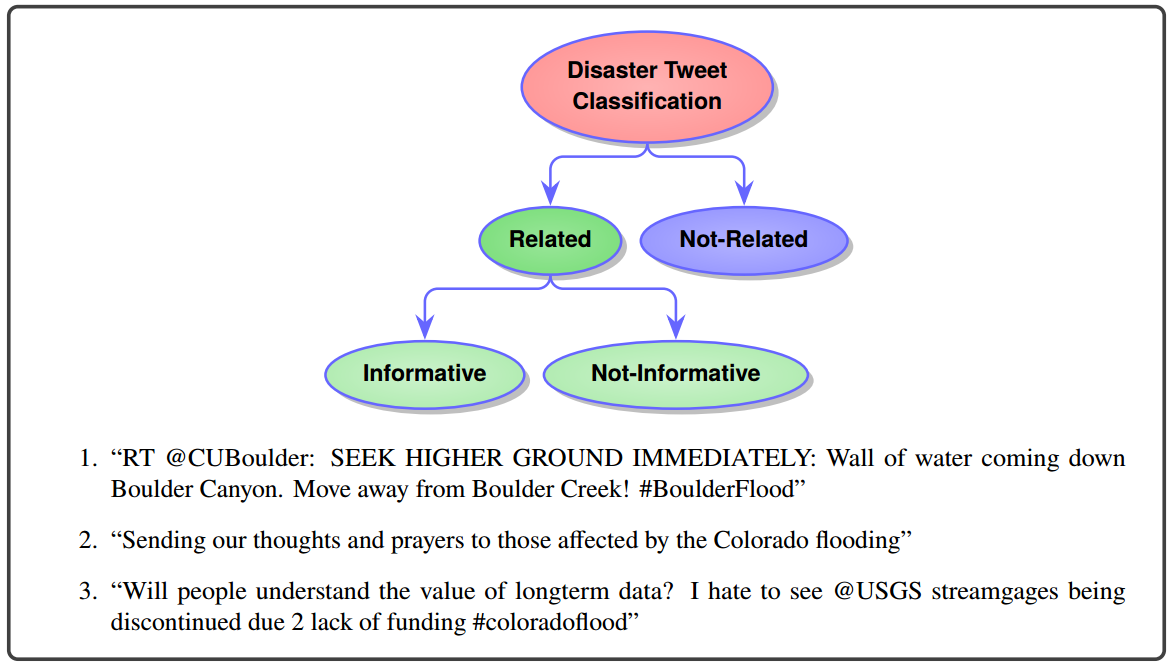 Disaster Tweet
Classification
Related
Not-Related
Informative
Not-Informative
1. “RT @CUBoulder: SEEK HIGHER GROUND IMMEDIATELY: Wall of water coming down
Boulder Canyon. Move away from Boulder Creek! #BoulderFlood”
2. “Sending our thoughts and prayers to those affected by the Colorado flooding”
3. “Will people understand the value of longterm data? I hate to see @USGS streamgages being
discontinued due 2 lack of funding #coloradoflood”